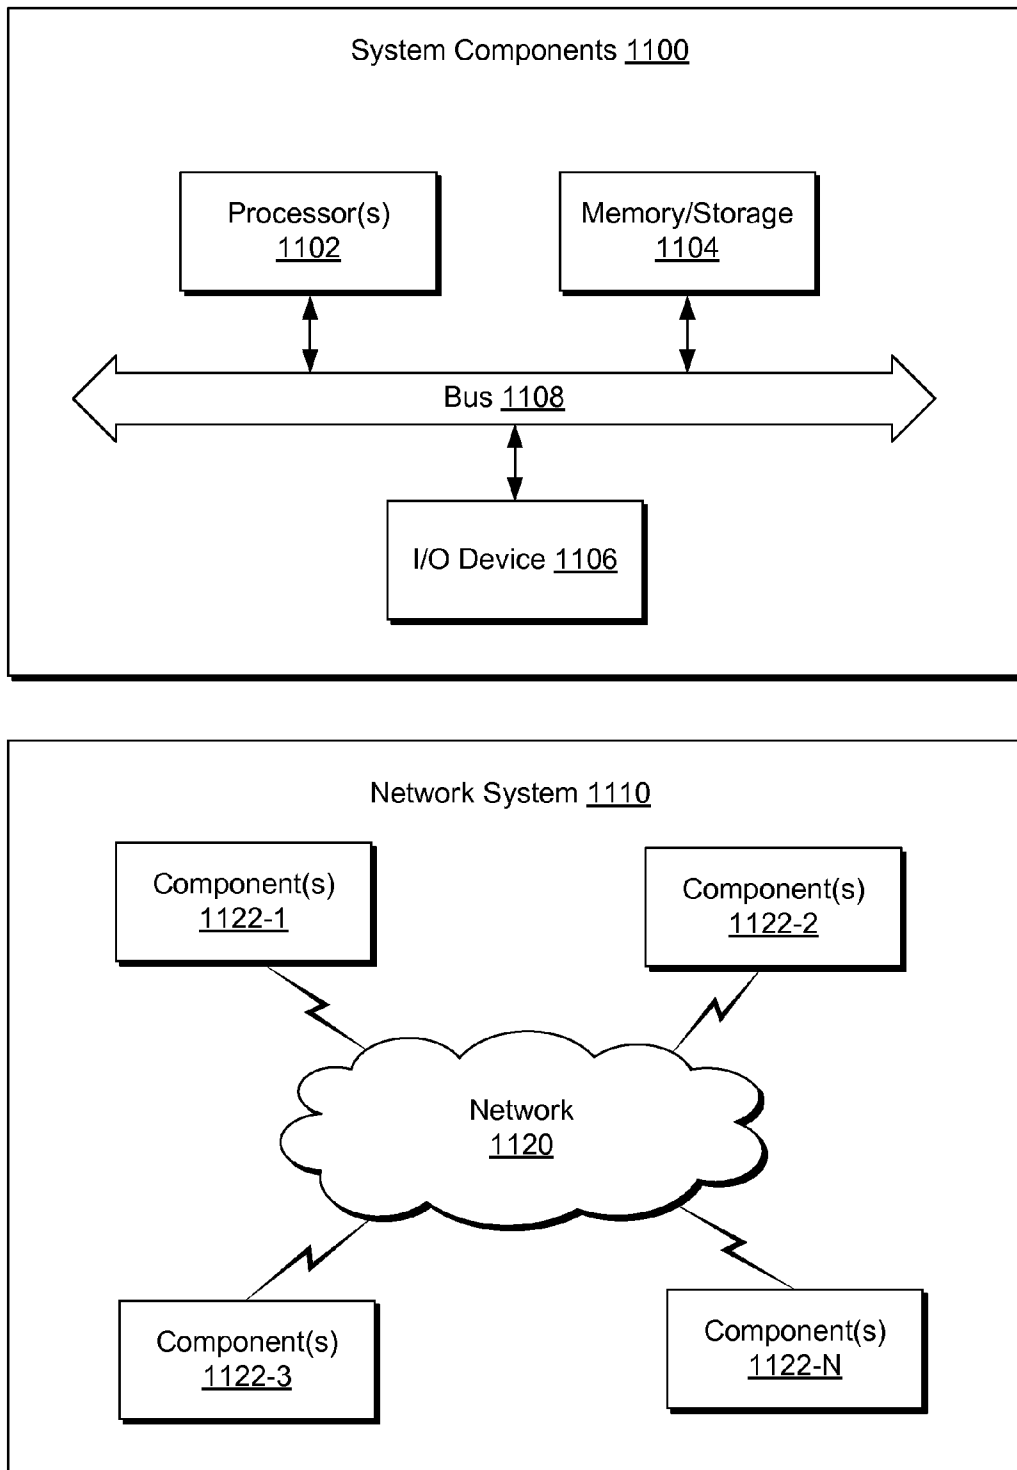 System Components 1100
Processor(s)
1102
Memory/Storage
1104
Bus 1108
I/O Device 1106
Network System 1110
Component(s)
1122-1
Component(s)
1122-2
Network
1120
Component(s)
1122-3
Component(s)
1122-N